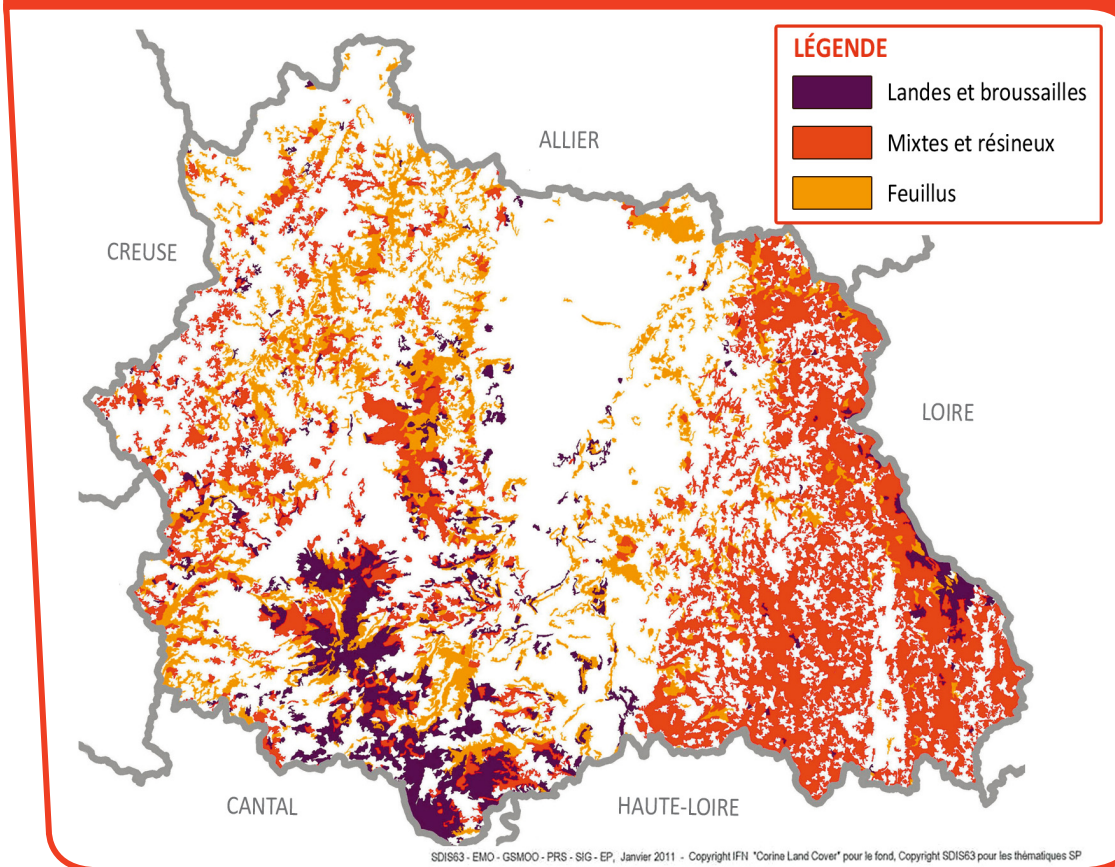 LÉGENDE
Landes et broussailles
Mixtes et résineux
Feuillus
ALLIER
CREUSE
LOIRE
CANTAL
HAUTE-LOIRE
SDIS63 - EMO - GSMOO - PRS - SIG - EP, Janvier 2011 - Copyright IFN "Corine Land Cover" pour le fond, Copyright SDIS63 pour les thématiques SP